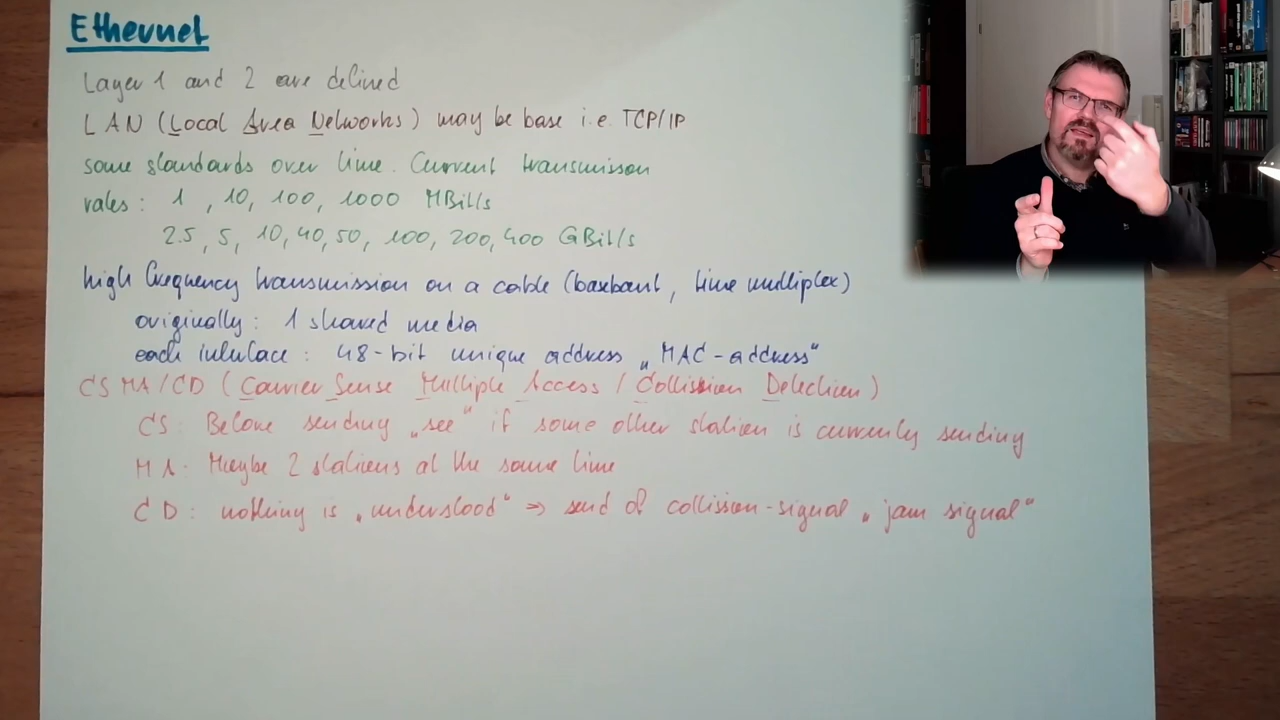 Ethernet
Layer 1 and 2 are defined
LAN (Local Area Networks) may be base i.e. TCP/IP
some standards over time. Current transmisson
rates: 1, 10, 100, 1000 MBit/s
2.5, 5, 10, 40, 50, 100, 200, 400 GBit/s
high frequency transmission on a cable (baseband, time multiplex)
originally: 1 shared media
each interface: 48-bit unique address „MAC-address"
CSMA/CD (Carrier Sense Multiple Access / Collision Detection)
CS: Before sending „see" if some other station is currenly sending
MA: Maybe 2 stations at the same time
CD: nothing is „understood" => send of collission-signal „jam signal"